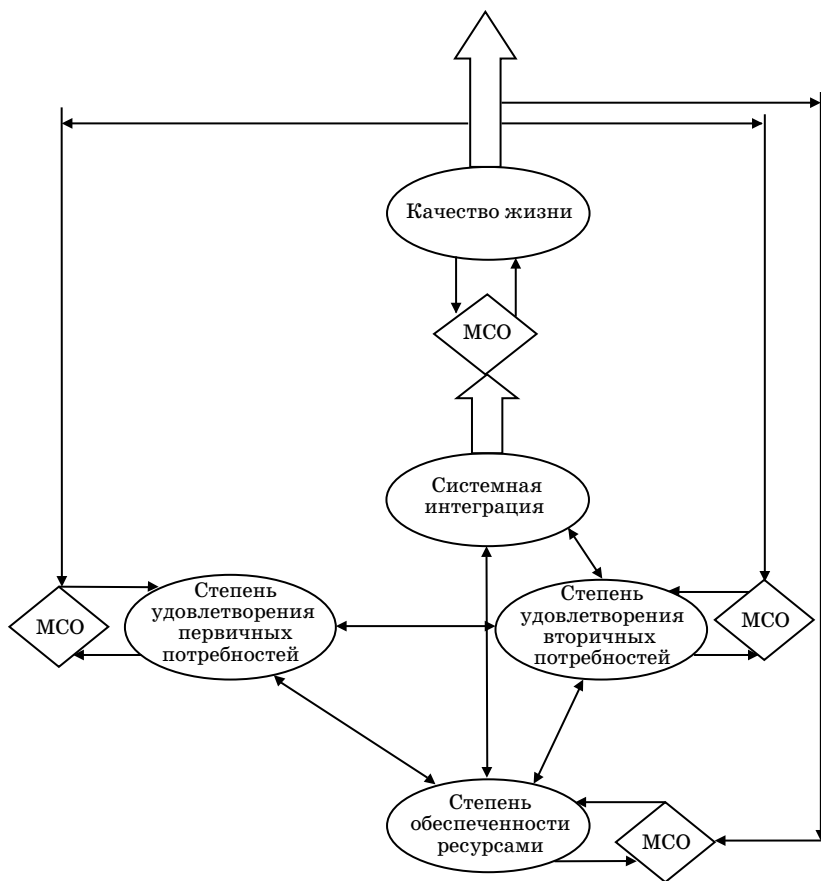 Качество жизни
МСО
Системная
интеграция
МСО
Степень
удовлетворения
первичных
потребностей
Степень
удовлетворения
вторичных
потребностей
МСО
Степень
обеспеченности
ресурсами
МСО